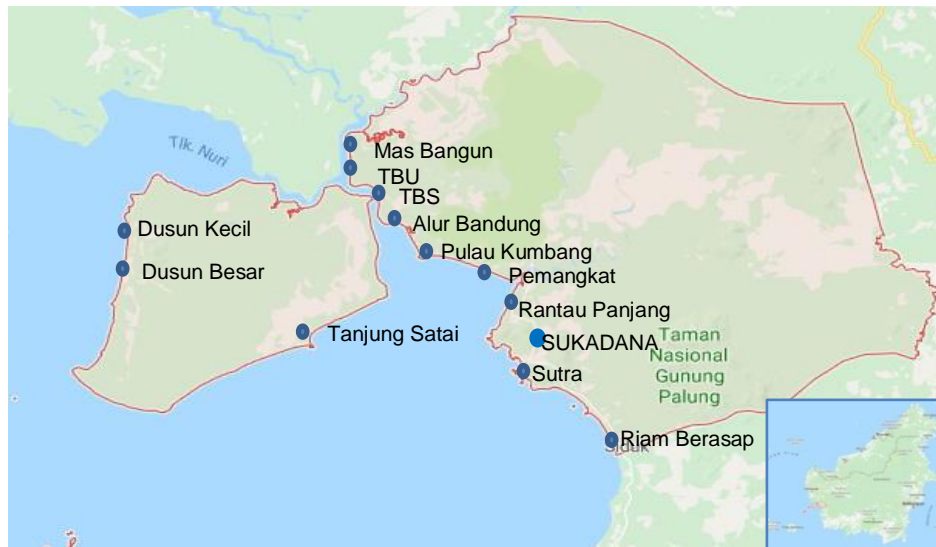 Mas Bangun
Tlk. Nuri
TBU
TBS
Alur Bandung
Dusun Kecil
Pulau Kumbang
Dusun Besar
Pemangkat
Rantau Panjang
Tanjung Satai
SUKADANA
Taman
Nasional
Gunung
Palung
Sutra
Riam Berasap